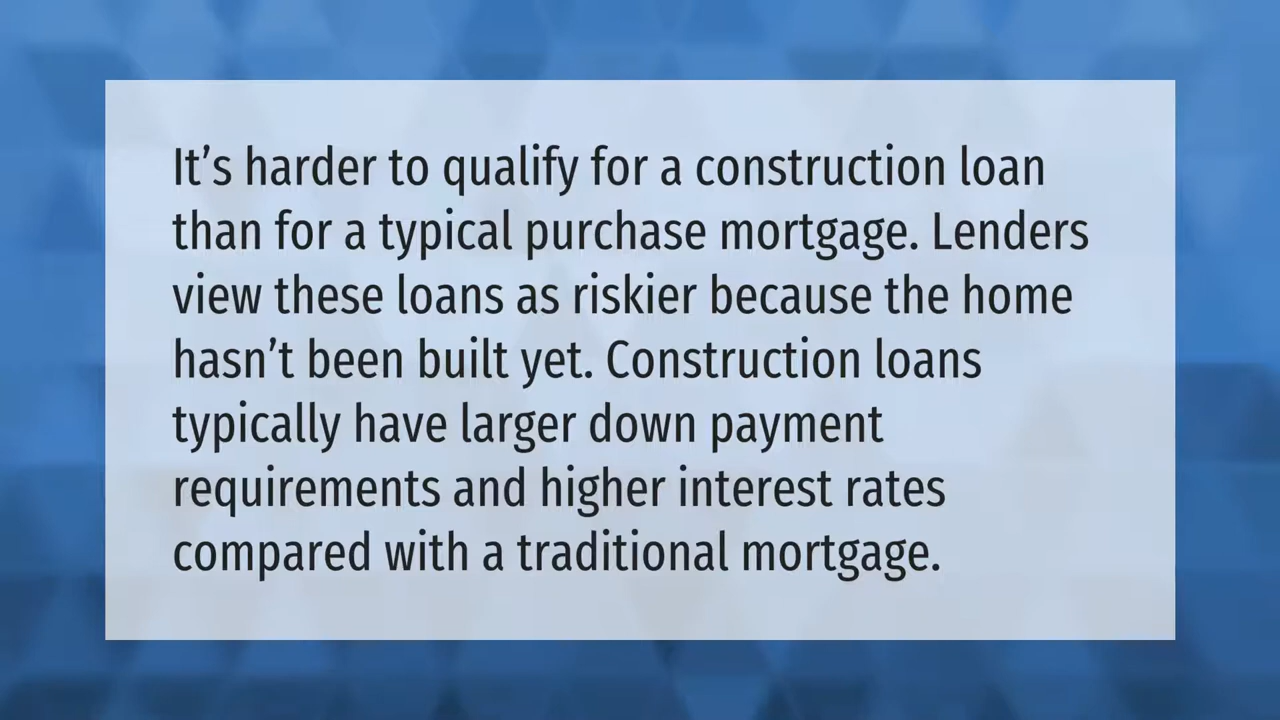 It’s harder to qualify for a construction loan
than for a typical purchase mortgage. Lenders
view these loans as riskier because the home
hasn’t been built yet. Construction loans
typically have larger down payment
requirements and higher interest rates
compared with a traditional mortgage.